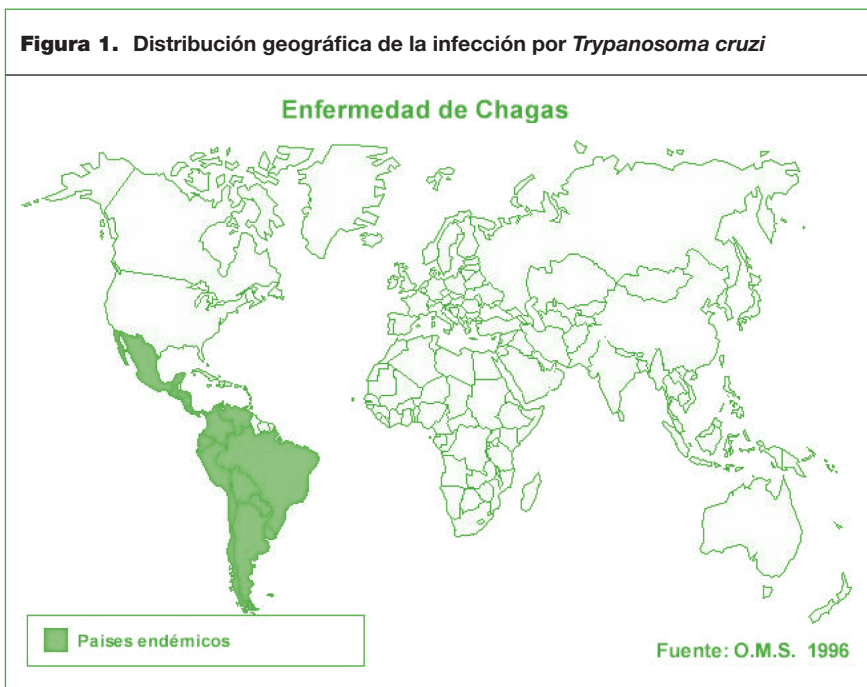 Figura 1. Distribución geográfica de la infección por Trypanosoma cruzi
Enfermedad de Chagas
Paises endémicos
Fuente: O.M.S. 1996